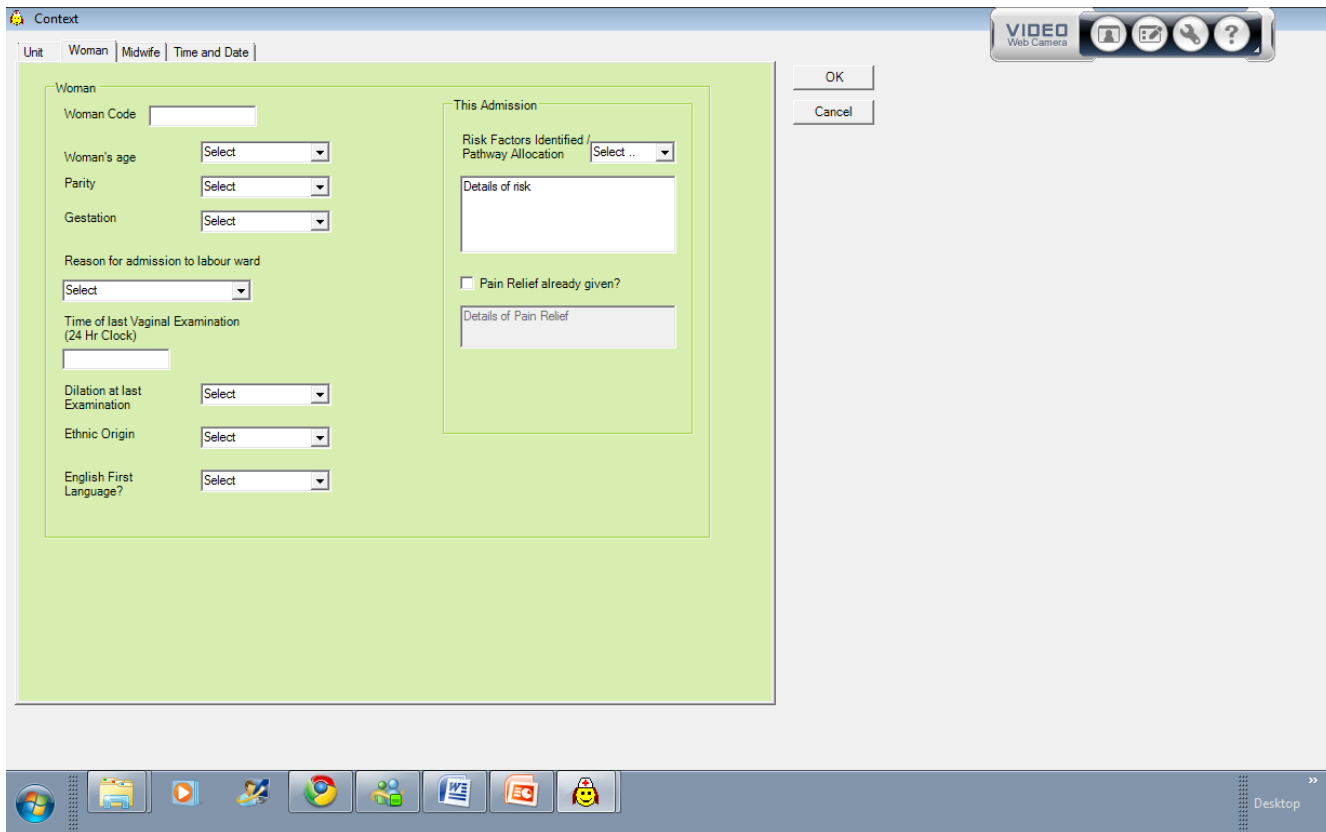 Context
VIDEO
Web Camera
Unit
Woman
Midwife
Time and Date
OK
Cancel
Woman
Woman Code
Woman's age
Select
Parity
Select
Gestation
Select
Reason for admission to labour ward
Select
Time of last Vaginal Examination
(24 Hr Clock)
Dilation at last
Examination
Select
Ethnic Origin
Select
English First
Language?
Select
This Admission
Risk Factors Identified /
Pathway Allocation
Select ..
Details of risk
Pain Relief already given?
Details of Pain Relief
Desktop